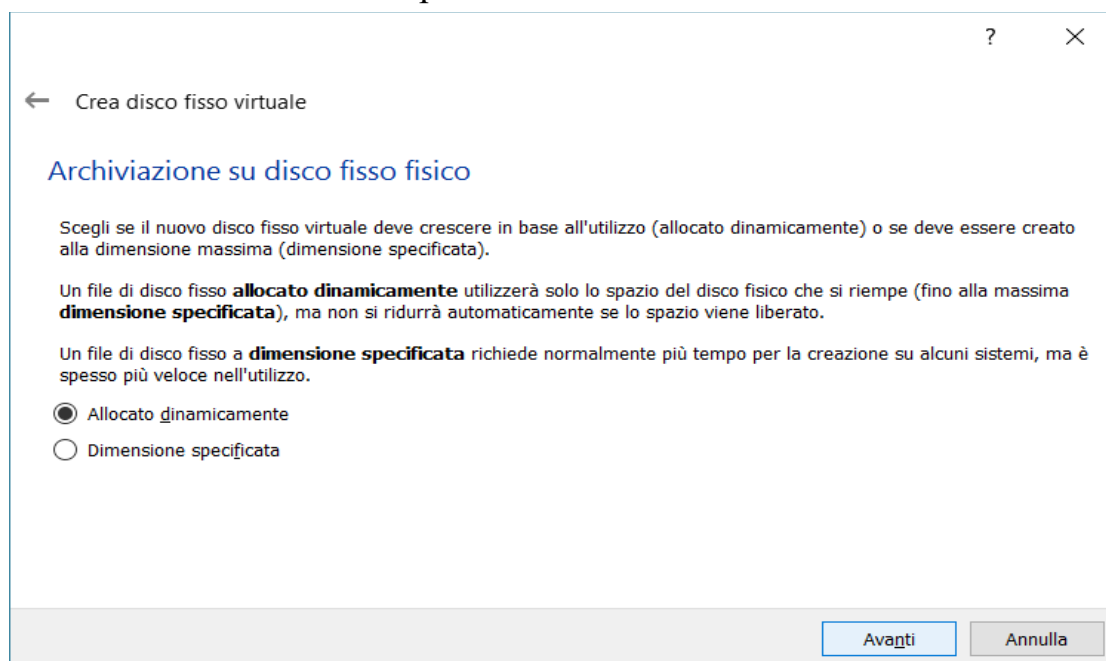 ?
Crea disco fisso virtuale
Archiviazione su disco fisso fisico
Scegli se il nuovo disco fisso virtuale deve crescere in base all'utilizzo (allocato dinamicamente) o se deve essere creato
alla dimensione massima (dimensione specificata).
Un file di disco fisso allocato dinamicamente utilizzerà solo lo spazio del disco fisico che si riempe (fino alla massima
dimensione specificata), ma non si ridurrà automaticamente se lo spazio viene liberato.
Un file di disco fisso a dimensione specificata richiede normalmente più tempo per la creazione su alcuni sistemi, ma è
spesso più veloce nell'utilizzo.
Allocato dinamicamente
Dimensione specificata
Avanti Annulla